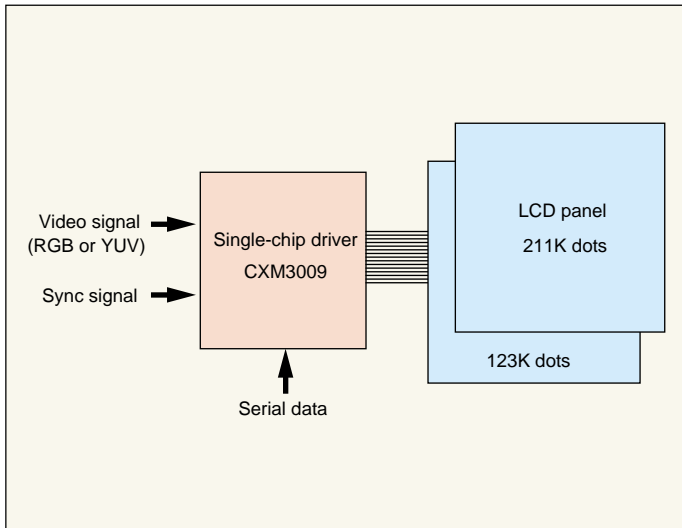 Video signal
(RGB or YUV)
Sync signal
Single-chip driver
CXM3009
Serial data
LCD panel
211K dots
123K dots